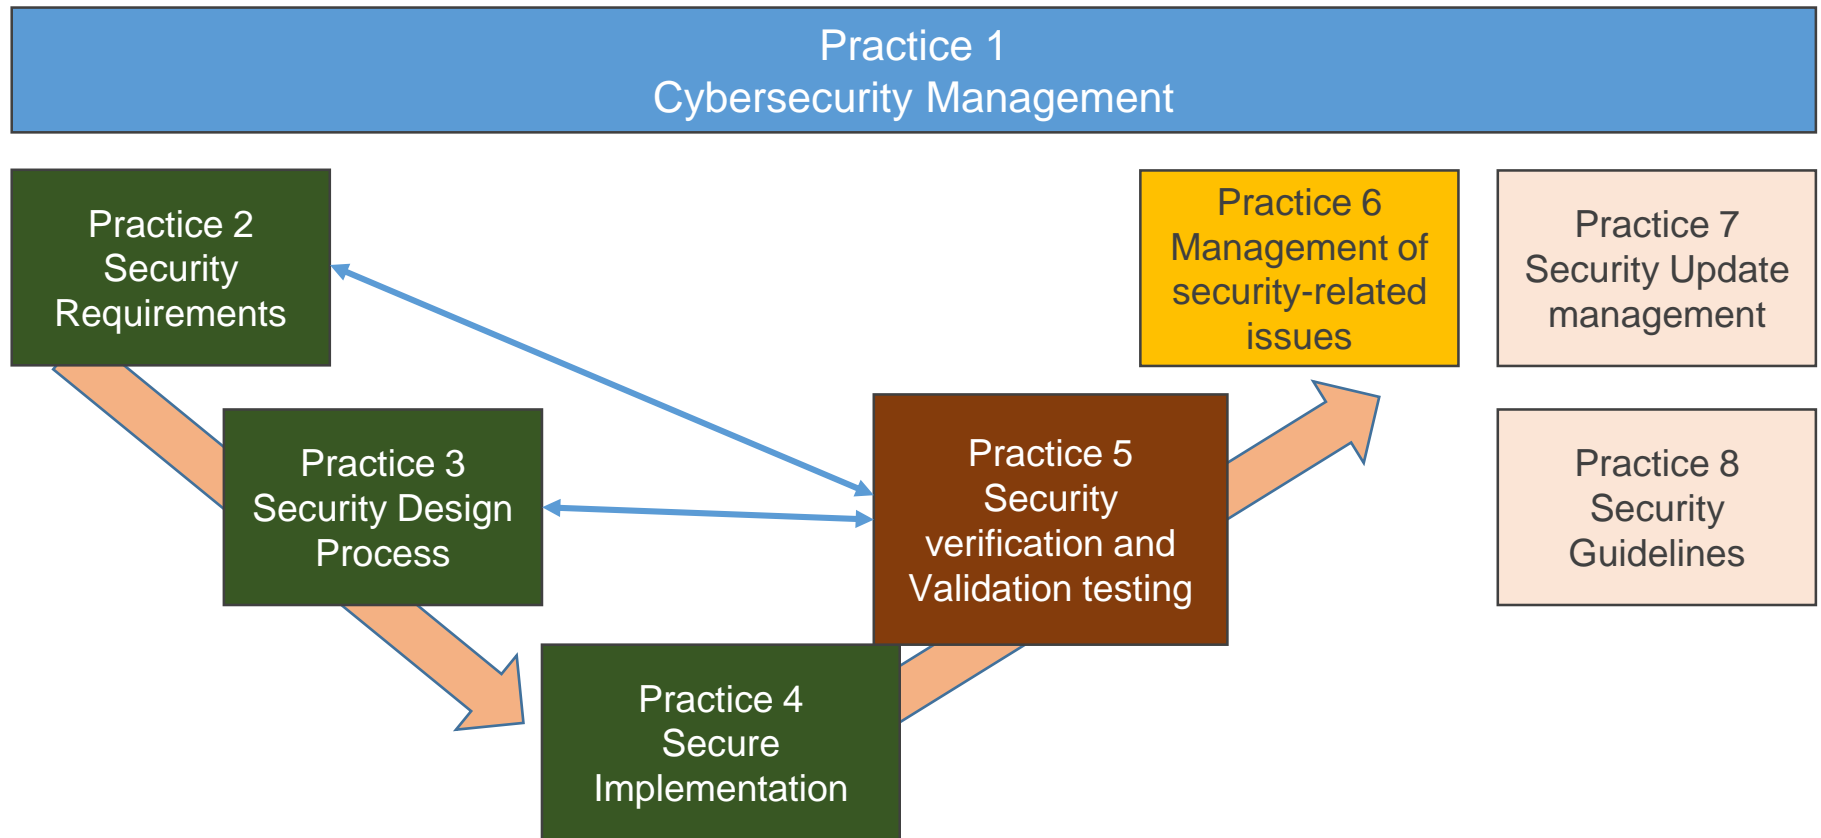 Practice 1
Cybersecurity Management
Practice 2
Security
Requirements
Practice 3
Security Design
Process
Practice 4
Secure
Implementation
Practice 5
Security
verification and
Validation testing
Practice 6
Management of
security-related
issues
Practice 7
Security Update
management
Practice 8
Security
Guidelines